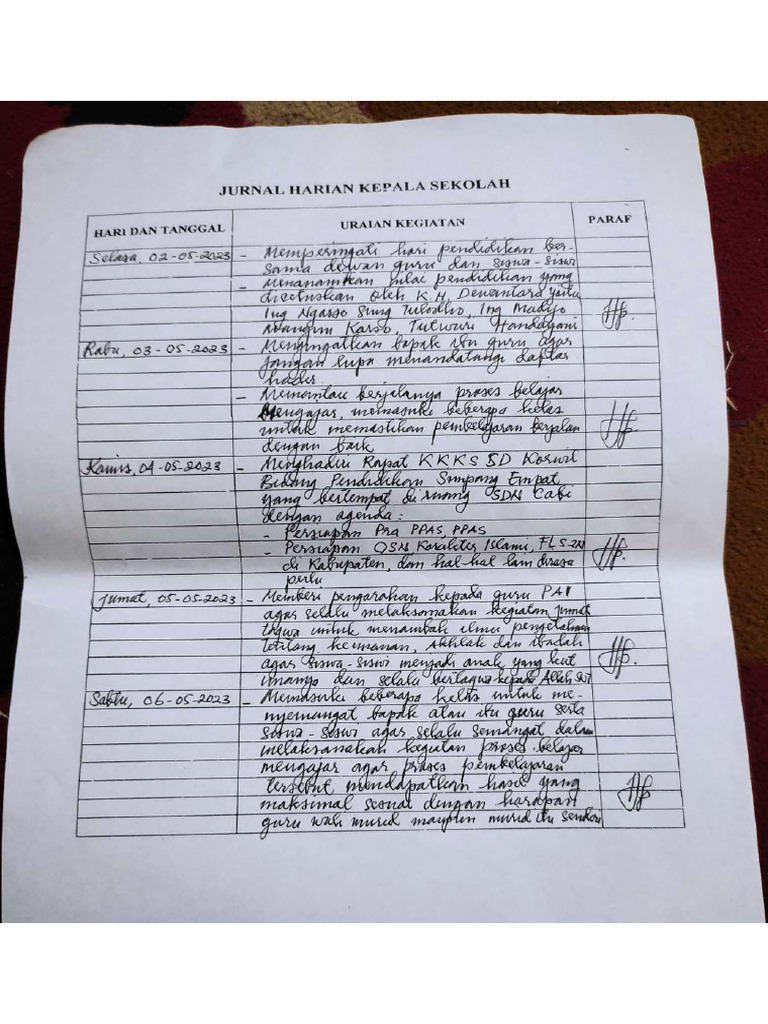 JURNAL HARIAN KEPALA SEKOLAH
HARI DAN TANGGAL URAIAN KEGIATAN PARAF
Selasa, 02-05-2023 - Memperingati hari pendidikan ber-
sama dewan guru dan siswa-siswi
- Menanamkan nilai pendidikan yang
dicetuskan oleh K.H. Dewantara yaitu
Ing Ngarso Sung Tulodho, Ing Madyo
Mangun Karso, Tutwuri Handayani
Rabu, 03-05-2023 - Mengingatkan bapak ibu guru agar
jangan lupa menandatangi daftar
hadir
- Memantau berjalanya proses belajar
Mengajar, memasuki beberapa kelas
untuk memastikan pembelajaran berjalan
dengan baik
Kamis, 04-05-2023 - Menghadiri Rapat KKKS SD Korwil
Bidang Pendidikan Simpang Empat
yang bertempat di ruang SDN Cabi
dengan agenda :
- Persiapan Pra PPAS, PPAS
- Persiapan OSN Karakter Islami, FLS2N
di Kabupaten, dan hal-hal lain dirasa
perlu
Jumat, 05-05-2023 - Memberi pengarahan kepada guru PAI
agar selalu melaksanakan kegiatan jumat
taqwa untuk menambah ilmu pengetahuan
tentang keimanan, Akhlak dan ibadah
agar siswa-siswi menjadi anak yang kuat
imannya dan selalu bertaqwa kepada Allah SWT
Sabtu, 06-05-2023 - Memasuki beberapa kelas untuk me-
nyemangat bapak atau ibu guru serta
siswa-siswi agar selalu semangat dalam
melaksanakan kegiatan proses belajar
mengajar agar, proses pembelajaran
tersebut mendapatkan hasil yang
maksimal sesuai dengan harapan
guru wali murid maupun murid itu sendiri